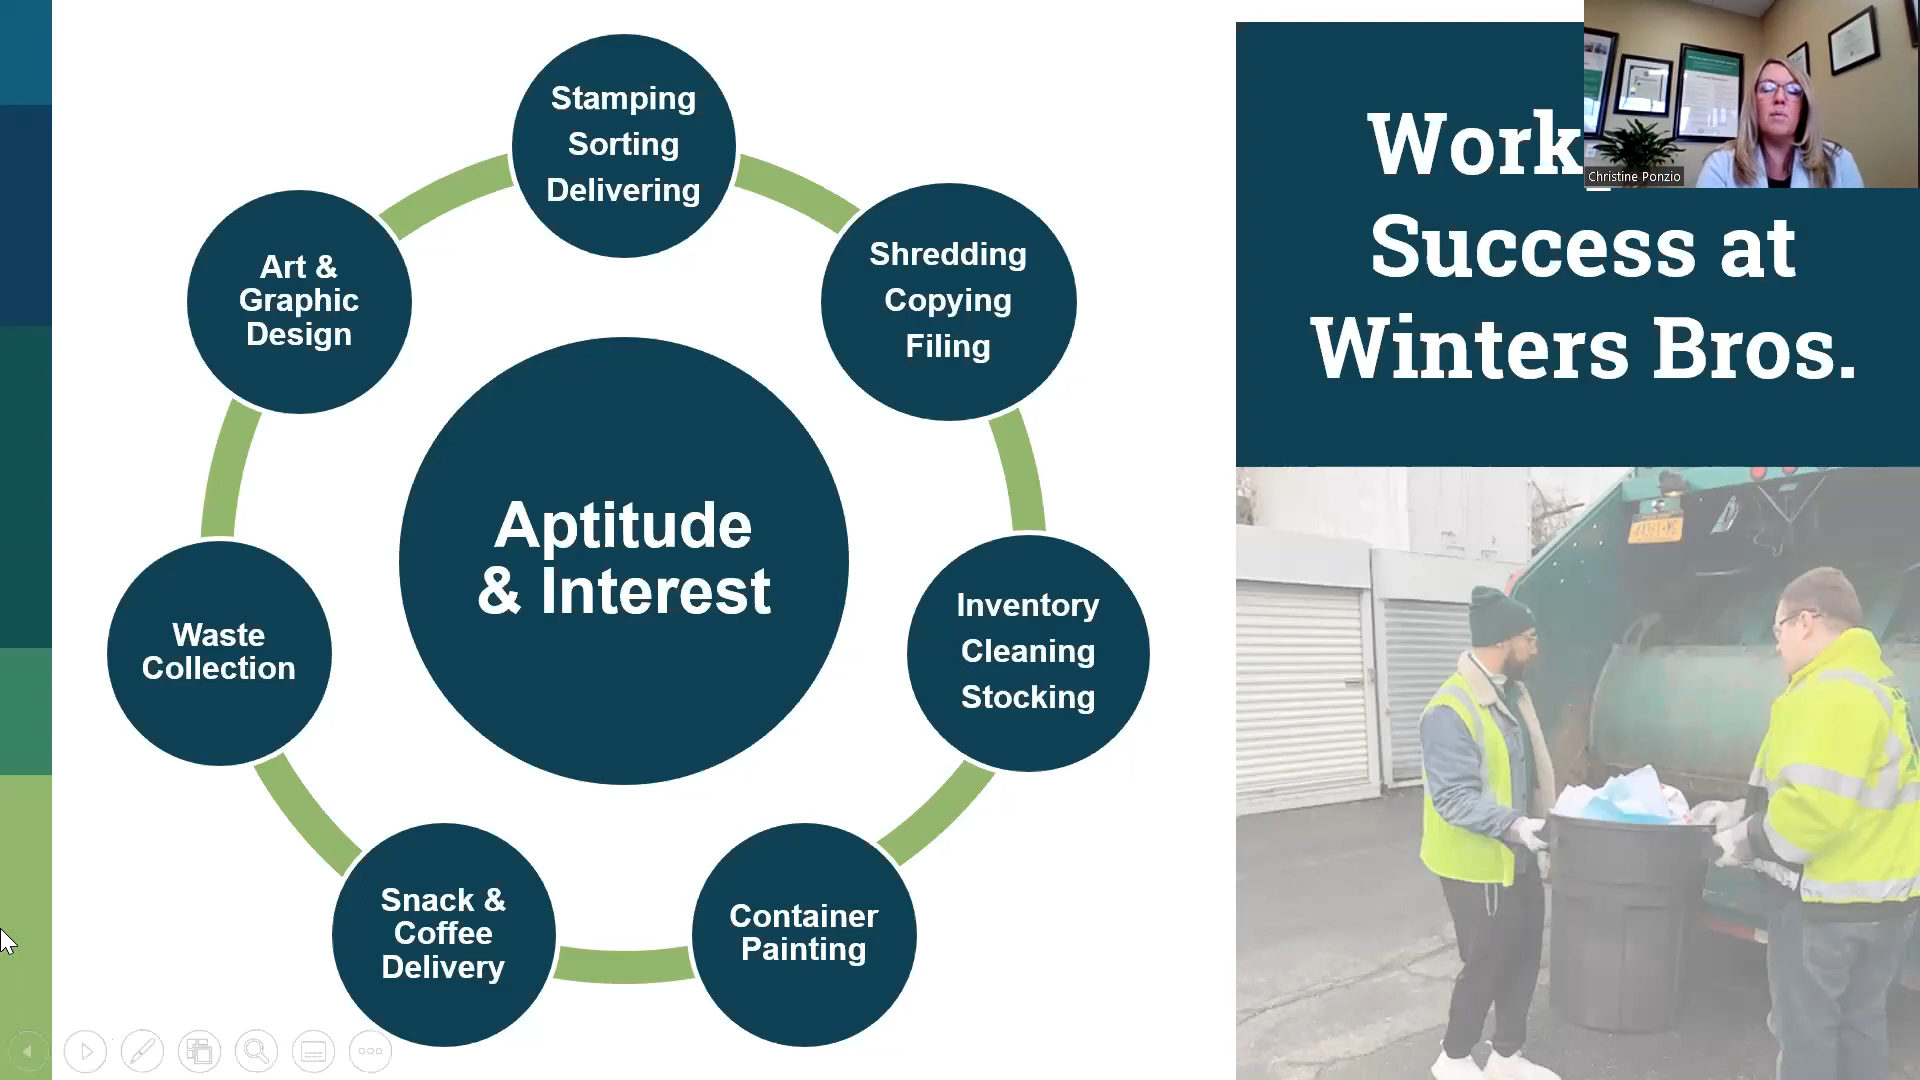 Stamping
Sorting
Delivering
Shredding
Copying
Filing
Inventory
Cleaning
Stocking
Container
Painting
Snack &
Coffee
Delivery
Waste
Collection
Art &
Graphic
Design
Aptitude
& Interest
Work
Success at
Winters Bros.
Christine Ponzio